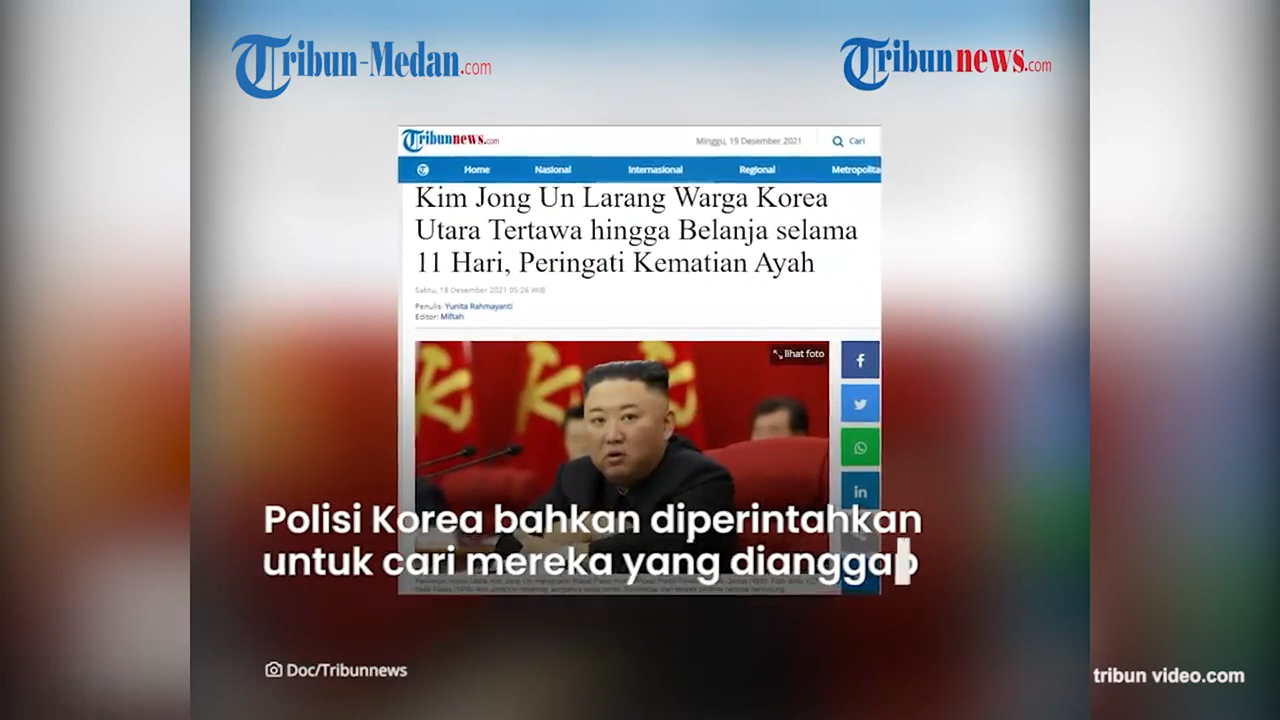 Tribun-Medan.com
Tribunnews.com
Tribunnews.com
Minggu, 19 Desember 2021
Cari
Home
Nasional
Internasional
Regional
Metropolita
Kim Jong Un Larang Warga Korea
Utara Tertawa hingga Belanja selama
11 Hari, Peringati Kematian Ayah
Sabtu, 18 Desember 2021 05:26 WIB
Penulis: Yunita Rahmayanti
Editor: Miftah
lihat foto
Polisi Korea bahkan diperintahkan
untuk cari mereka yang dianggap
Doc/Tribunnews
tribun video.com